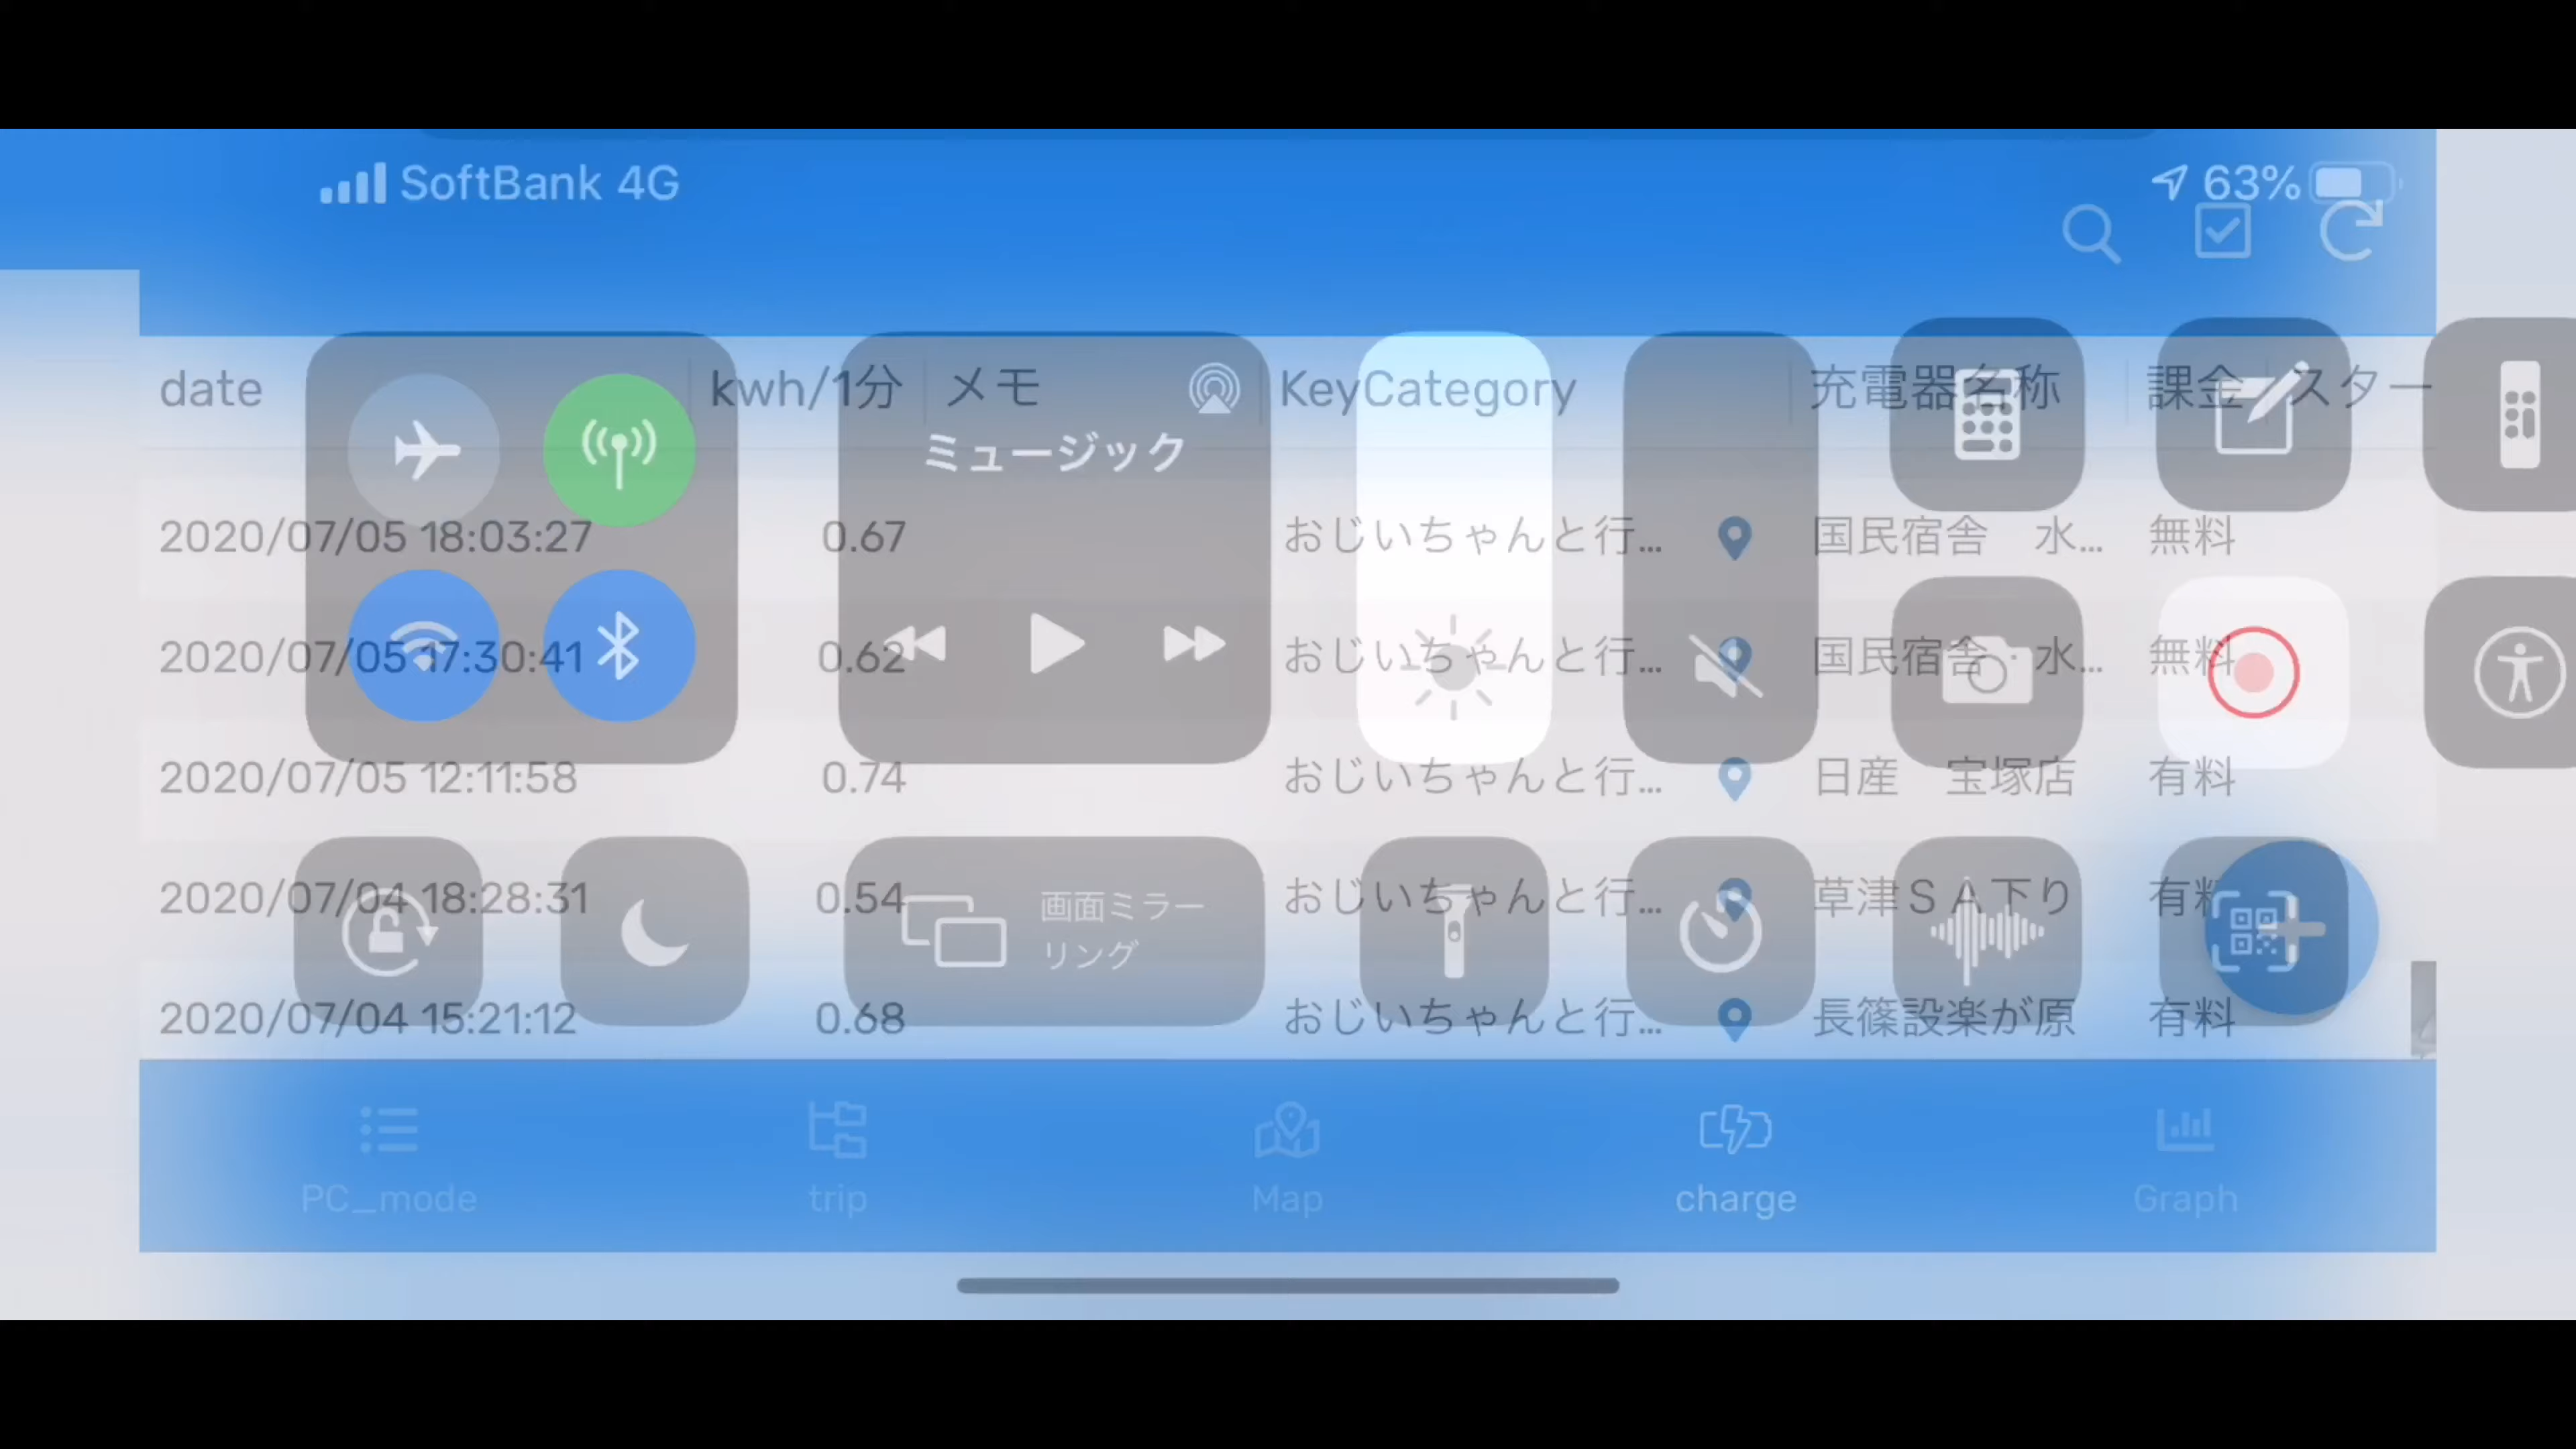 SoftBank 4G 63%
date kwh/1分 メモ KeyCategory 充電器名称 課金 スター
ミュージック
2020/07/05 18:03:27 0.67 おじいちゃんと行... 国民宿舎 水... 無料
2020/07/05 17:30:41 0.62 おじいちゃんと行... 国民宿舎 水... 無料
2020/07/05 12:11:58 0.74 おじいちゃんと行... 日産 宝塚店 有料
2020/07/04 18:28:31 0.54 おじいちゃんと行... 草津ＳＡ下り 有料
画面ミラー
リング
2020/07/04 15:21:12 0.68 おじいちゃんと行... 長篠設楽が原 有料
PC_mode trip Map charge Graph